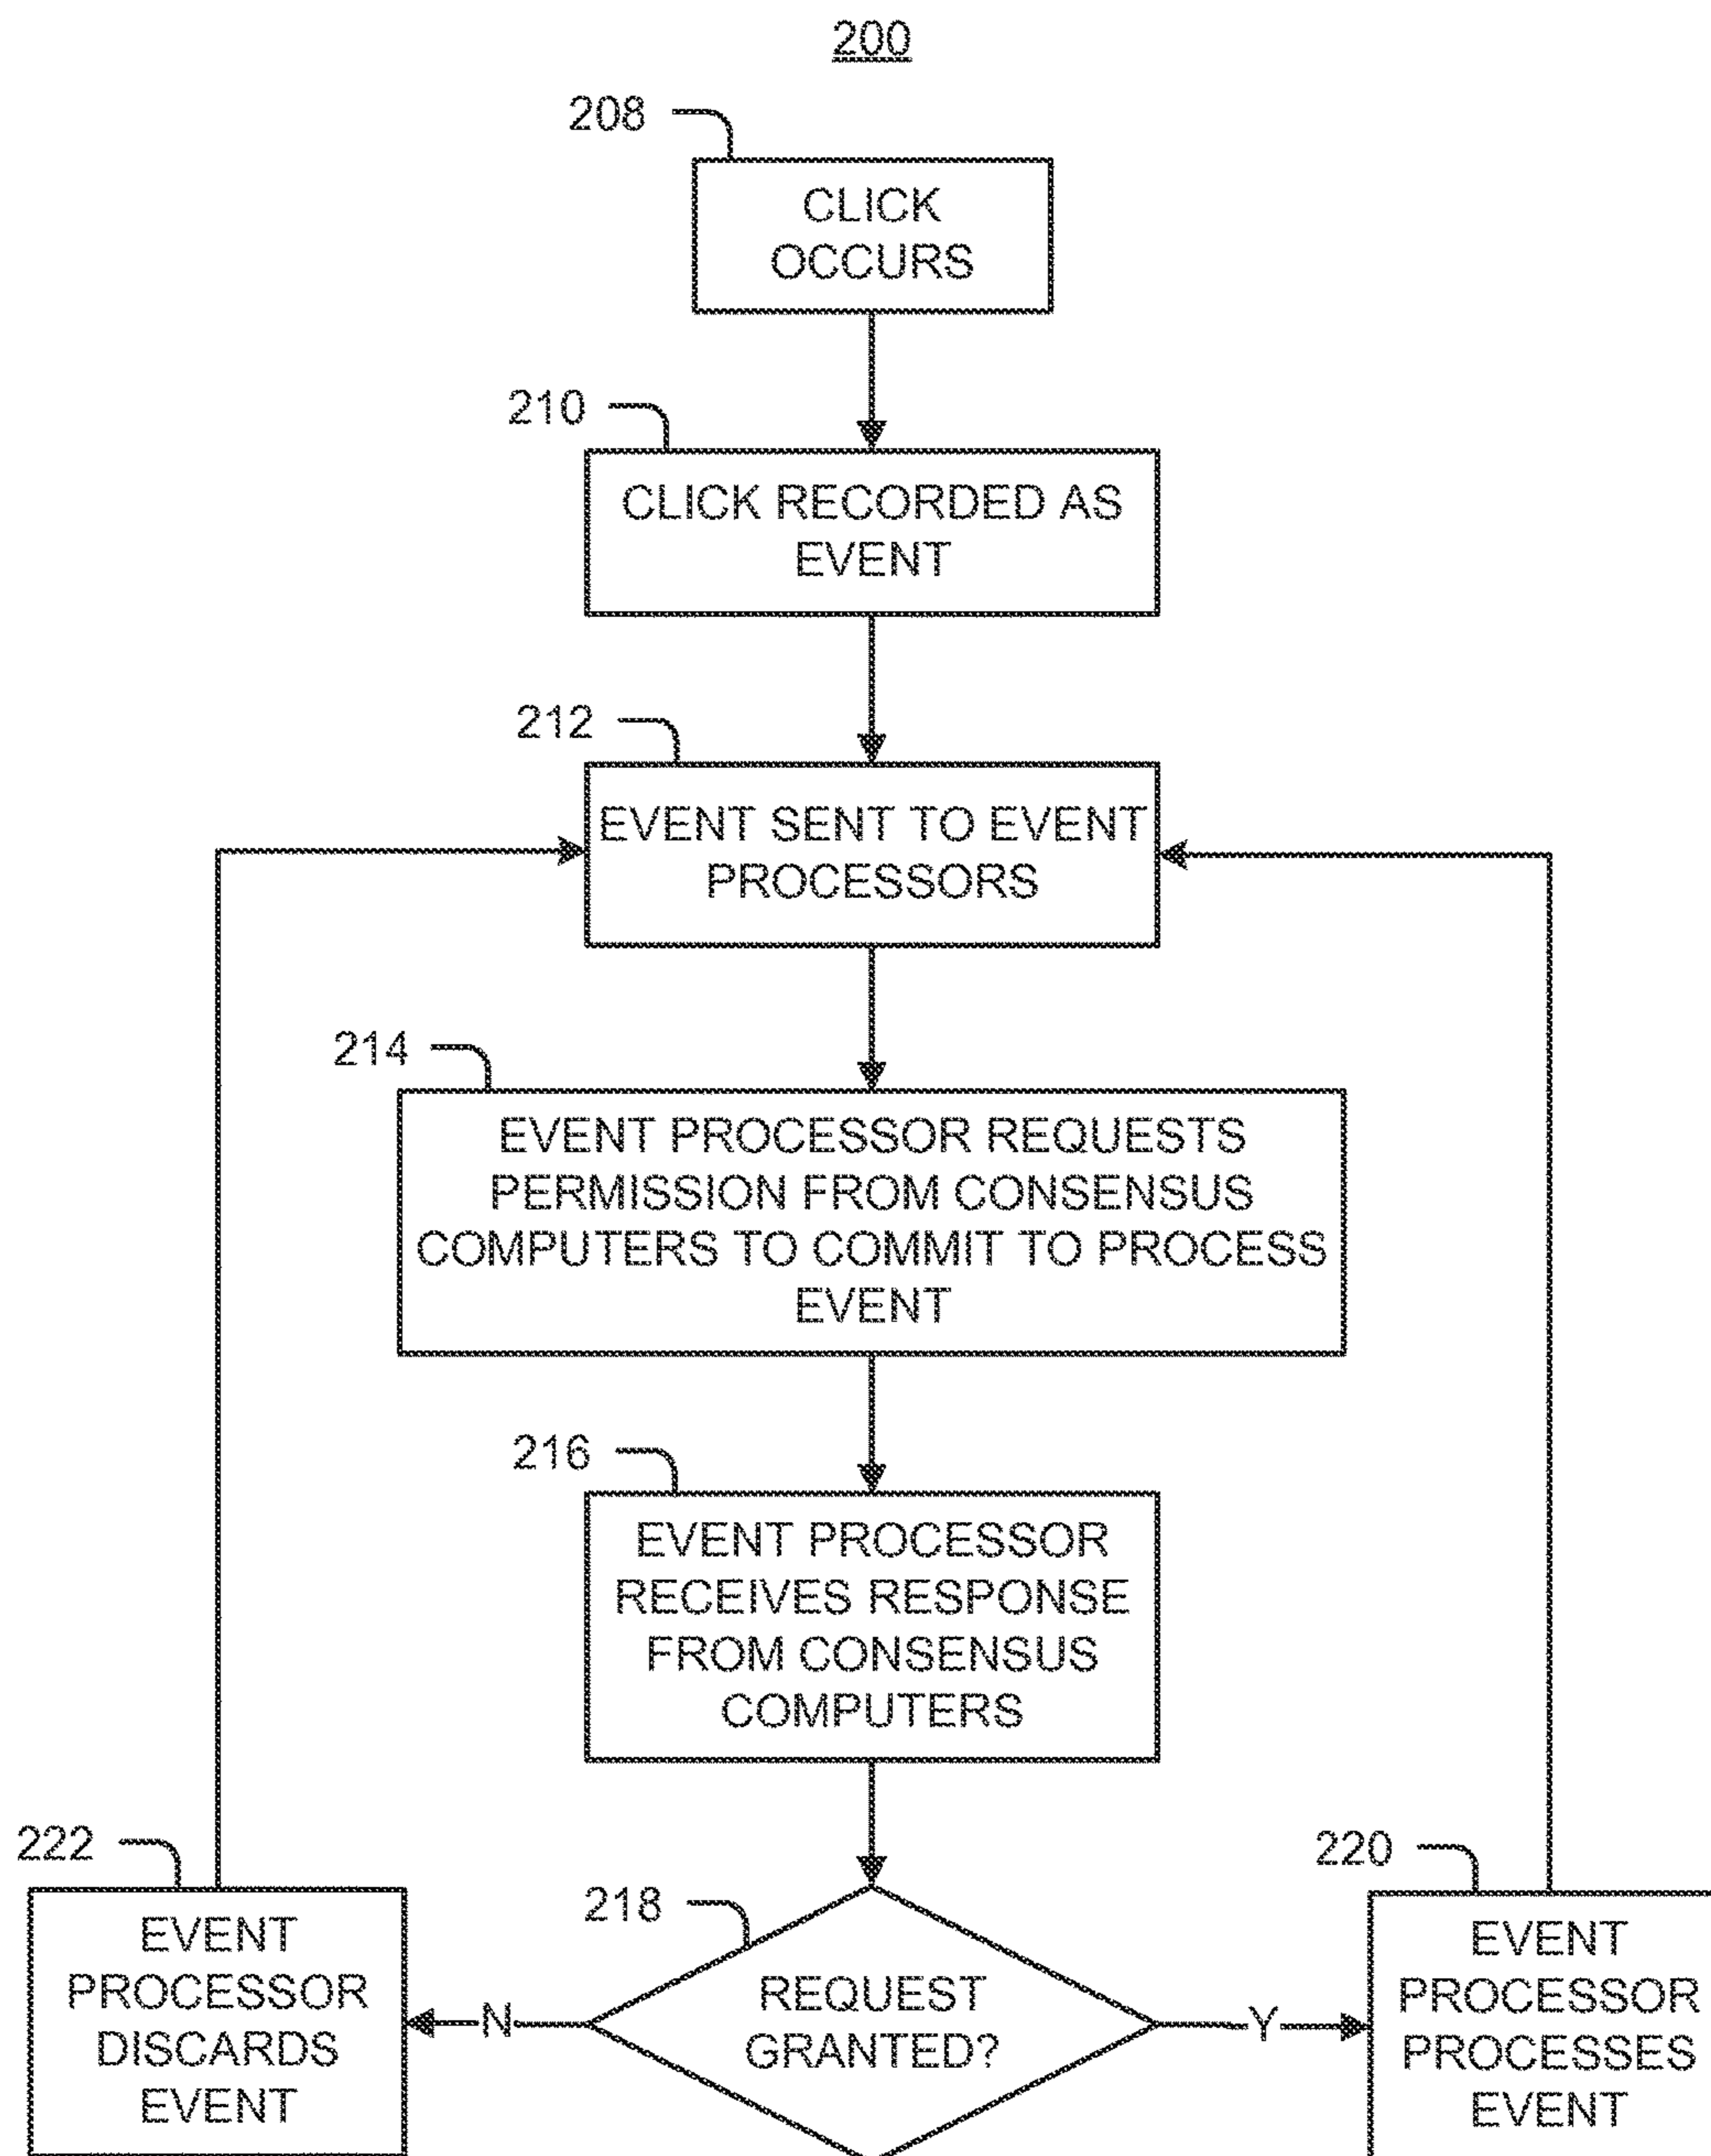 200
208
CLICK
OCCURS
210
CLICK RECORDED AS
EVENT
212
EVENT SENT TO EVENT
PROCESSORS
214
EVENT PROCESSOR REQUESTS
PERMISSION FROM CONSENSUS
COMPUTERS TO COMMIT TO PROCESS
EVENT
216
EVENT PROCESSOR
RECEIVES RESPONSE
FROM CONSENSUS
COMPUTERS
218
REQUEST
GRANTED?
N
Y
222
EVENT
PROCESSOR
DISCARDS
EVENT
220
EVENT
PROCESSOR
PROCESSES
EVENT